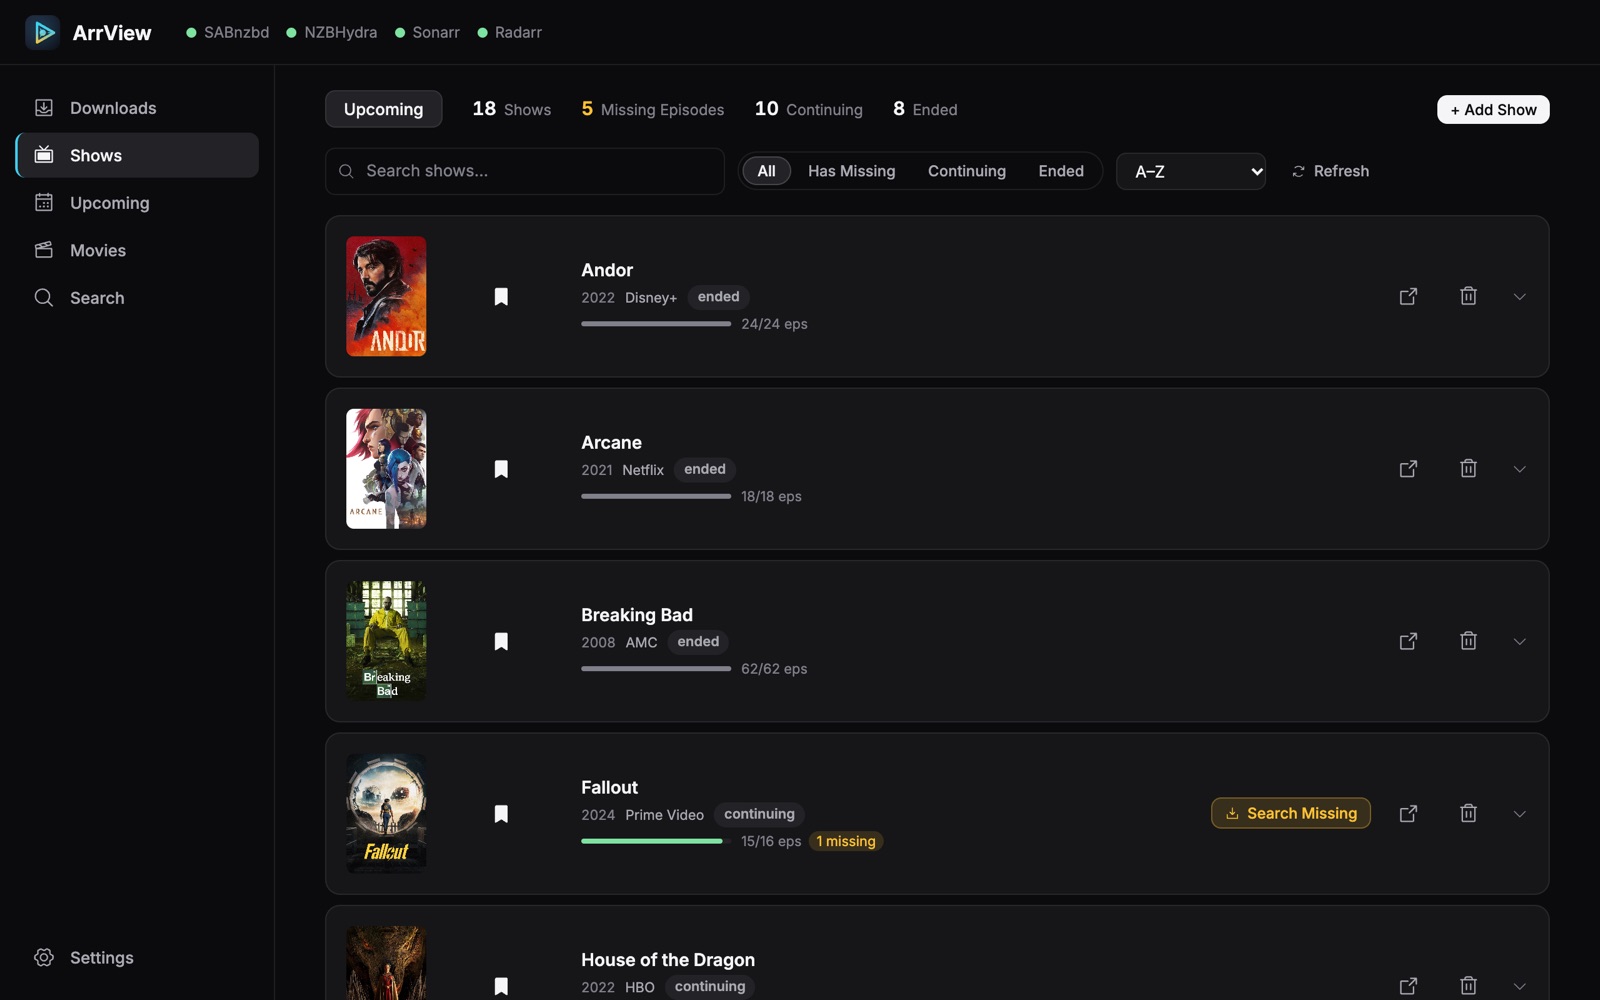 ArrView
SABnzbd
NZBHydra
Sonarr
Radarr
Downloads
Shows
Upcoming
Movies
Search
Settings
Upcoming
18 Shows
5 Missing Episodes
10 Continuing
8 Ended
+ Add Show
Search shows...
All
Has Missing
Continuing
Ended
A–Z
Refresh
ANDOR
Andor
2022 Disney+ ended
24/24 eps
ARCANE
Arcane
2021 Netflix ended
18/18 eps
Breaking
Bad
Breaking Bad
2008 AMC ended
62/62 eps
Fallout
Fallout
2024 Prime Video continuing
15/16 eps 1 missing
Search Missing
House of the Dragon
2022 HBO continuing